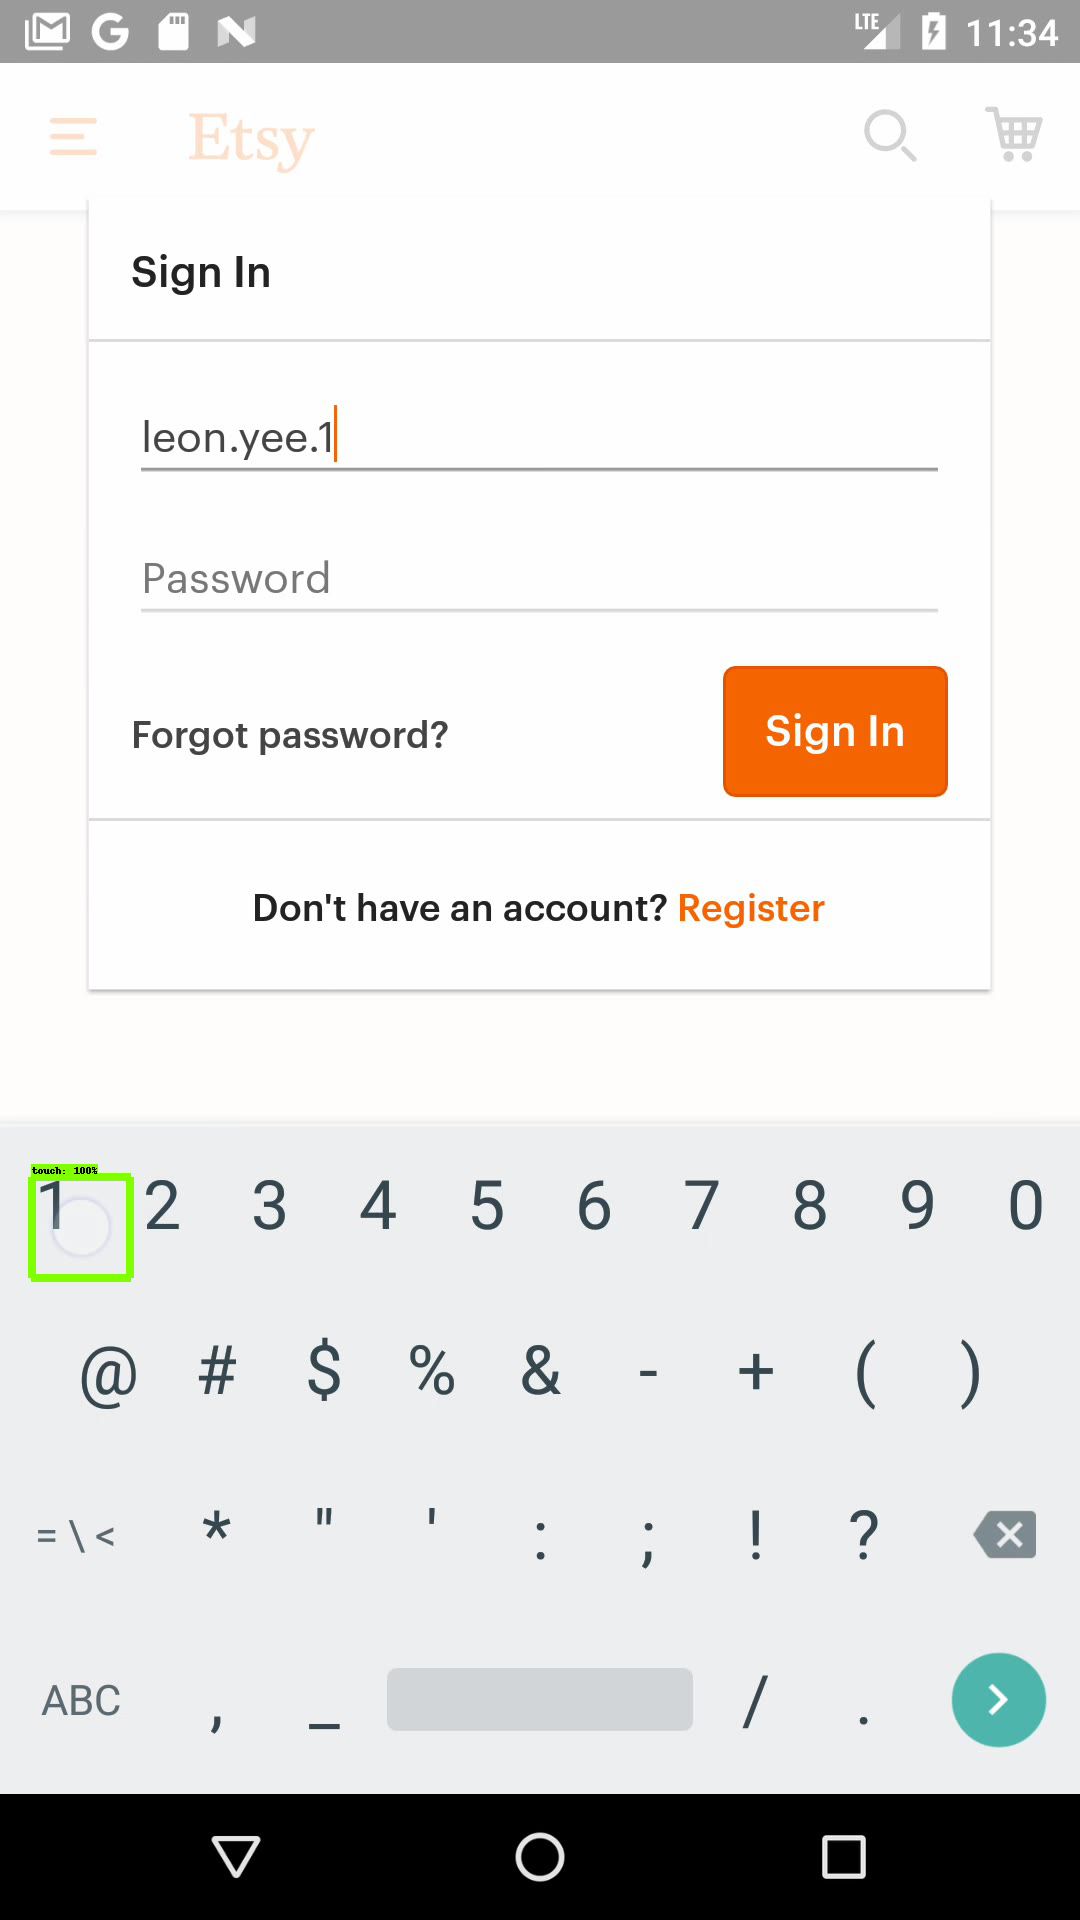 LTE 11:34
Etsy
Sign In
leon.yee.1
Password
Forgot password?
Sign In
Don't have an account? Register
touch: 100%
1 2 3 4 5 6 7 8 9 0
@ # $ % & - + ( )
= \ < * " ' : ; ! ?
ABC , _ / .